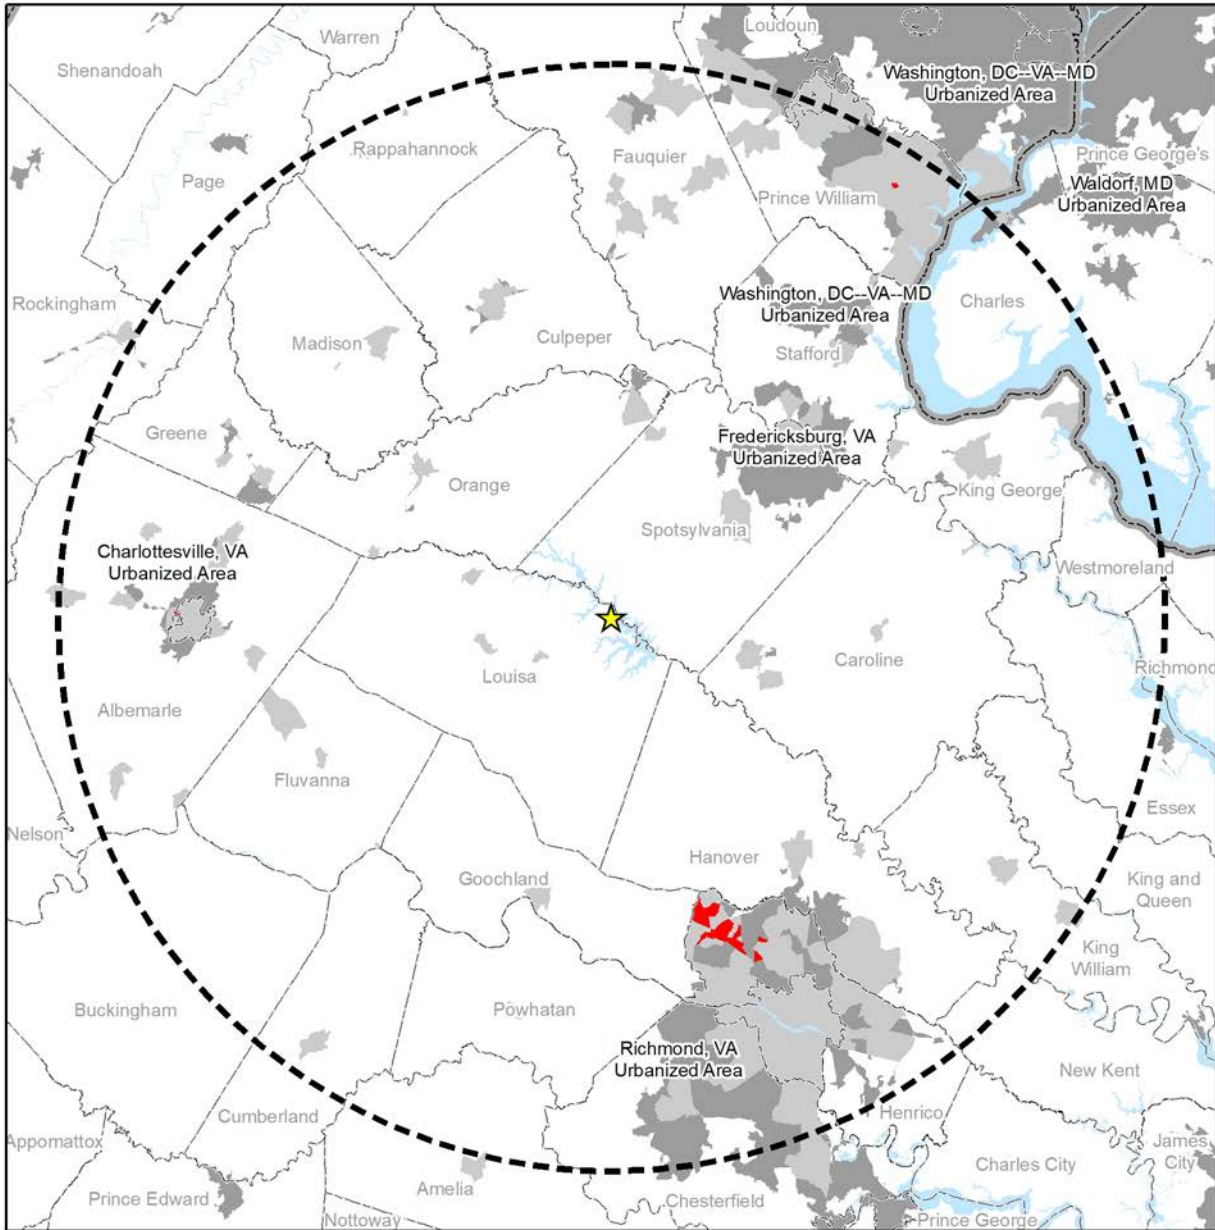 Loudoun
Warren
Shenandoah
Washington, DC--VA--MD
Urbanized Area
Rappahannock
Fauquier
Prince George's
Page
Prince William
Waldorf, MD
Urbanized Area
Rockingham
Washington, DC--VA--MD
Urbanized Area
Charles
Madison
Culpeper
Stafford
Greene
Fredericksburg, VA
Urbanized Area
Orange
King George
Spotsylvania
Charlottesville, VA
Urbanized Area
Westmoreland
Louisa
Caroline
Richmond
Albemarle
Fluvanna
Essex
Nelson
Hanover
Goochland
King and
Queen
King
William
Buckingham
Powhatan
Richmond, VA
Urbanized Area
New Kent
Cumberland
Henrico
Appomattox
James
City
Charles City
Prince Edward
Amelia
Chesterfield
Nottoway
Prince George